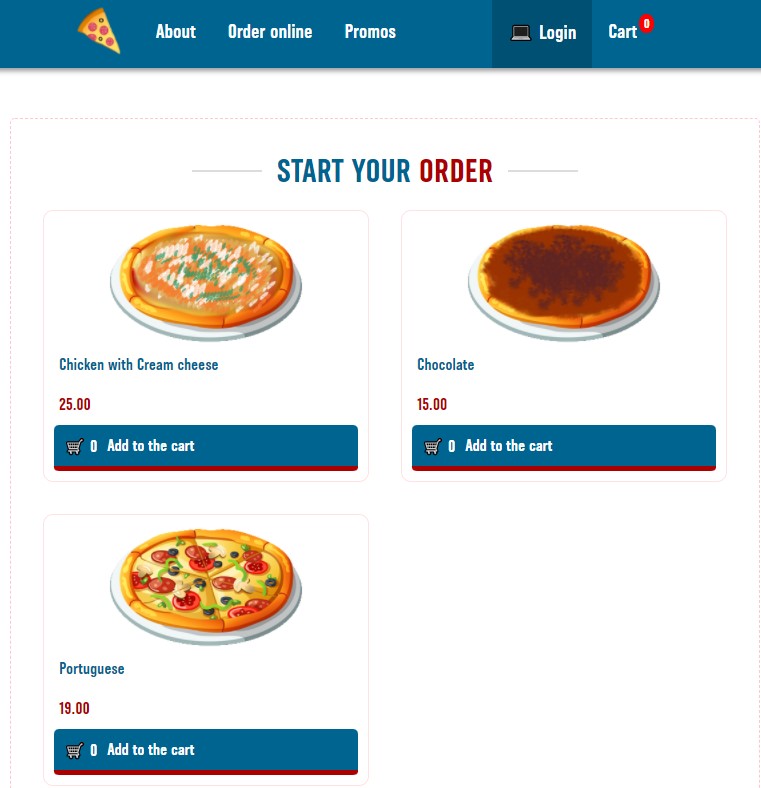 About Order online Promos Login Cart 0
START YOUR ORDER
Chicken with Cream cheese
25.00
0 Add to the cart
Chocolate
15.00
0 Add to the cart
Portuguese
19.00
0 Add to the cart